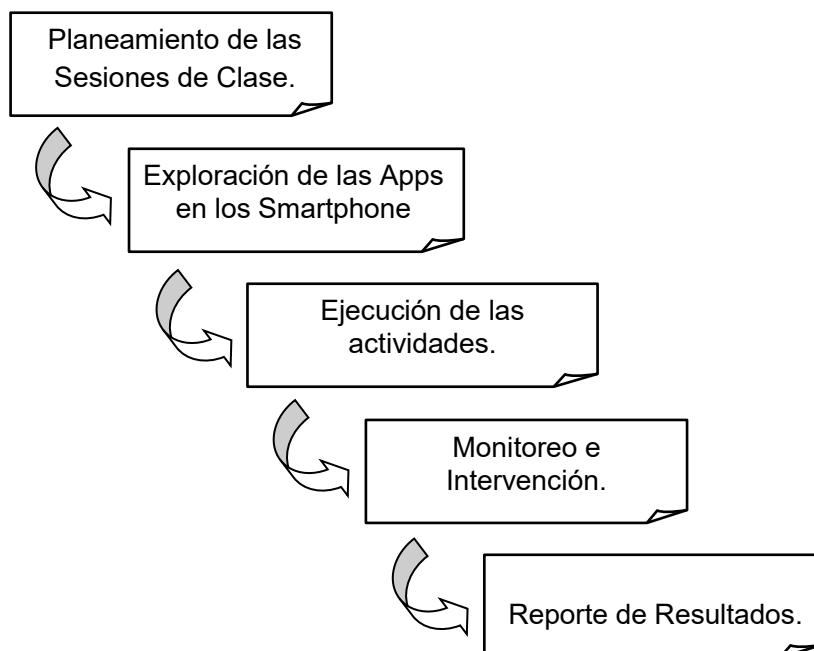 Planeamiento de las
Sesiones de Clase.
Exploración de las Apps
en los Smartphone
Ejecución de las
actividades.
Monitoreo e
Intervención.
Reporte de Resultados.